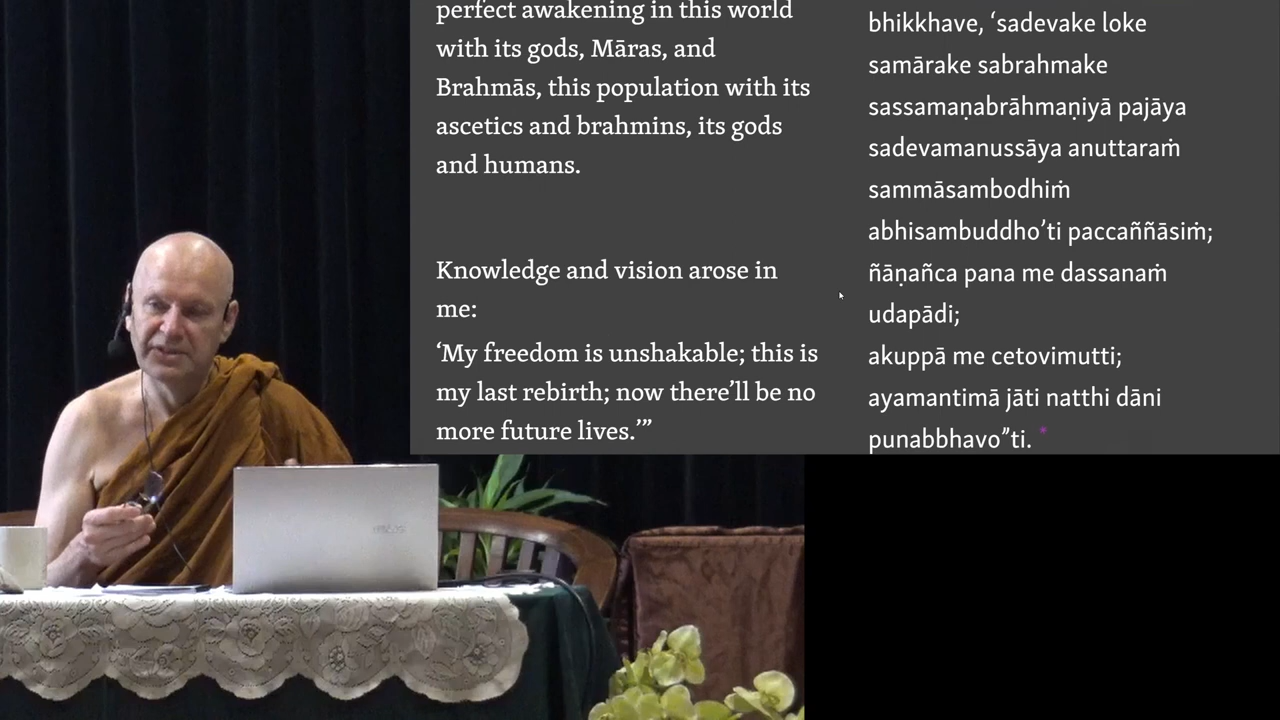 perfect awakening in this world
with its gods, Māras, and
Brahmās, this population with its
ascetics and brahmins, its gods
and humans.
Knowledge and vision arose in
me:
‘My freedom is unshakable; this is
my last rebirth; now there’ll be no
more future lives.’”
bhikkhave, ‘sadevake loke
samārake sabrahmake
sassamaṇabrāhmaṇiyā pajāya
sadevamanussāya anuttaraṁ
sammāsambodhiṁ
abhisambuddho’ti paccaññāsiṁ;
ñāṇañca pana me dassanaṁ
udapādi;
akuppā me cetovimutti;
ayamantimā jāti natthi dāni
punabbhavo”ti. *